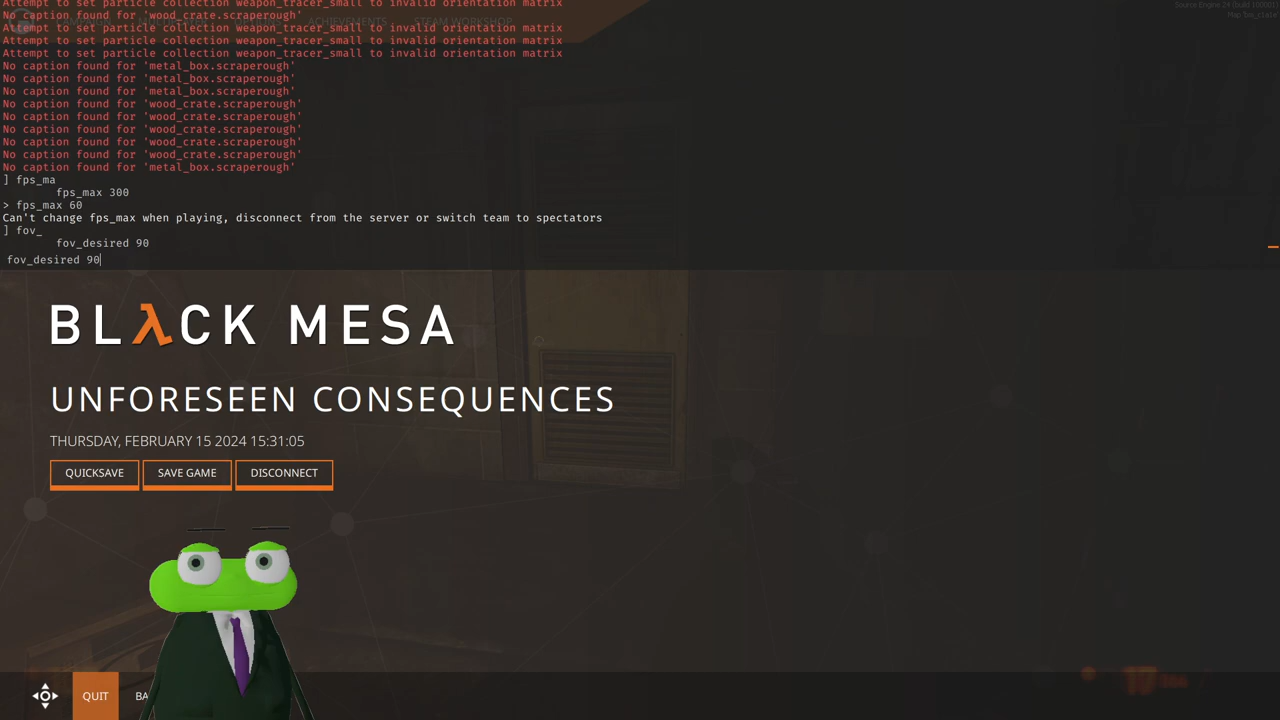 Attempt to set particle collection weapon_tracer_small to invalid orientation matrix
No caption found for
ACHIEVEMENTS
STEAM WORKSHOP
Attempt to set particle collection weapon_tracer_small to invalid orientation matrix
Attempt to set particle collection weapon_tracer_small to invalid orientation matrix
Attempt to set particle collection weapon_tracer_small to invalid orientation matrix
No caption found for 'metal_box.scraperough'
No caption found for 'metal_box.scraperough'
No caption found for 'metal_box.scraperough'
No caption found for 'wood_crate.scraperough'
No caption found for 'wood_crate.scraperough'
No caption found for 'wood_crate.scraperough'
No caption found for 'wood_crate.scraperough'
No caption found for 'wood_crate.scraperough'
No caption found for 'metal_box.scraperough'
] fps_ma
fps_max 300
> fps_max 60
Can't change fps_max when playing, disconnect from the server or switch team to spectators
] fov_
fov_desired 90
fov_desired 90
BLλCK MESA
UNFORESEEN CONSEQUENCES
THURSDAY, FEBRUARY 15 2024 15:31:05
QUICKSAVE
SAVE GAME
DISCONNECT
QUIT
BA